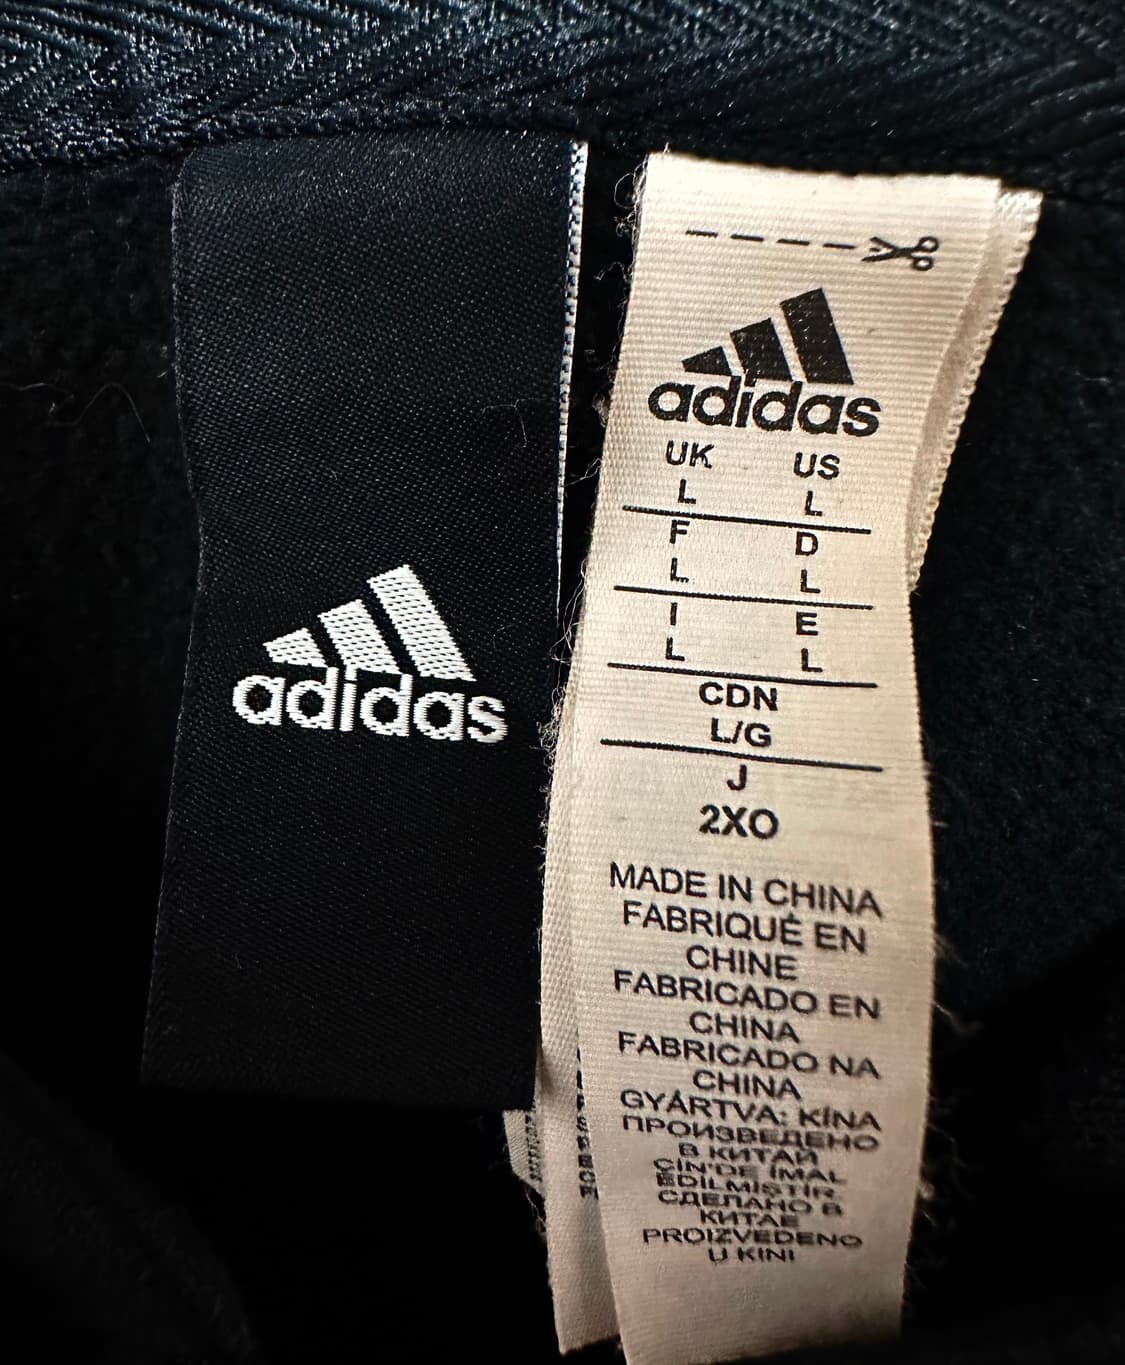 adidas
adidas
UK US
L L
F D
L L
I E
L L
CDN
L/G
J
2XO
MADE IN CHINA
FABRIQUÉ EN
CHINE
FABRICADO EN
CHINA
FABRICADO NA
CHINA
GYÁRTVA: KÍNA
ПРОИЗВЕДЕНО
В КИТАЙ
ÇİN'DE İMAL
EDİLMİŞTİR
СДЕЛАНО В
КИТАЕ
PROIZVEDENO
U KINI